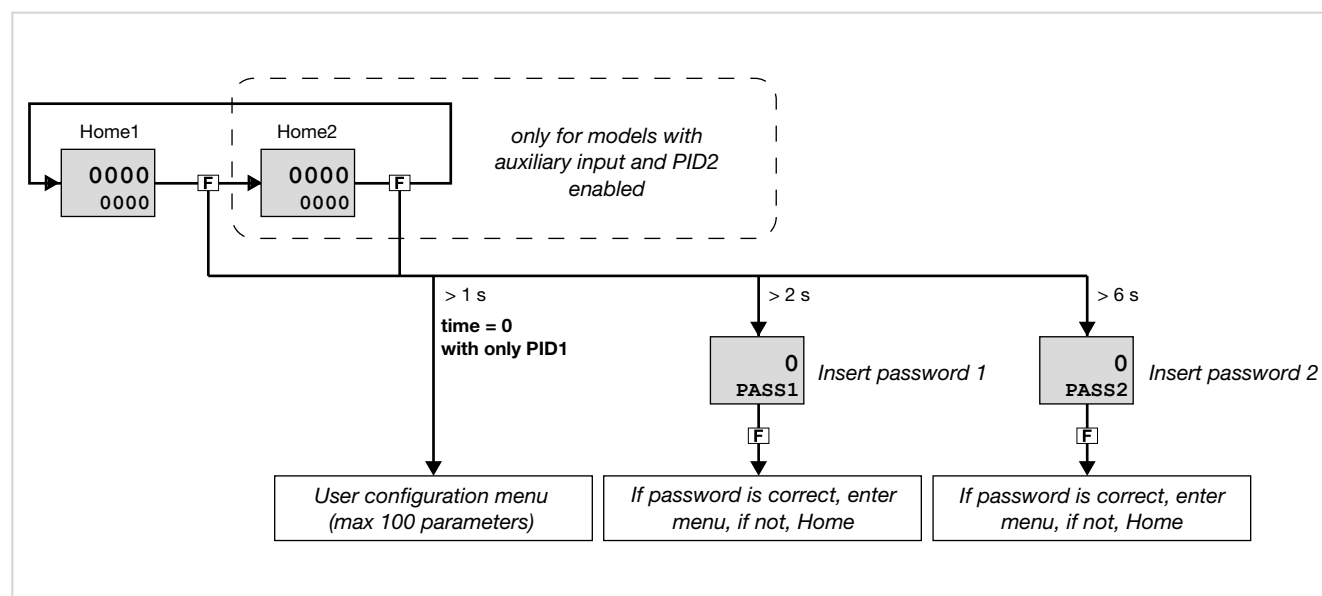 only for models with
auxiliary input and PID2
enabled
Home1
Home2
0000
0000
F
0000
0000
F
> 1 s
time = 0
with only PID1
> 2 s
> 6 s
0
PASS1
Insert password 1
0
PASS2
Insert password 2
F
F
User configuration menu
(max 100 parameters)
If password is correct, enter
menu, if not, Home
If password is correct, enter
menu, if not, Home